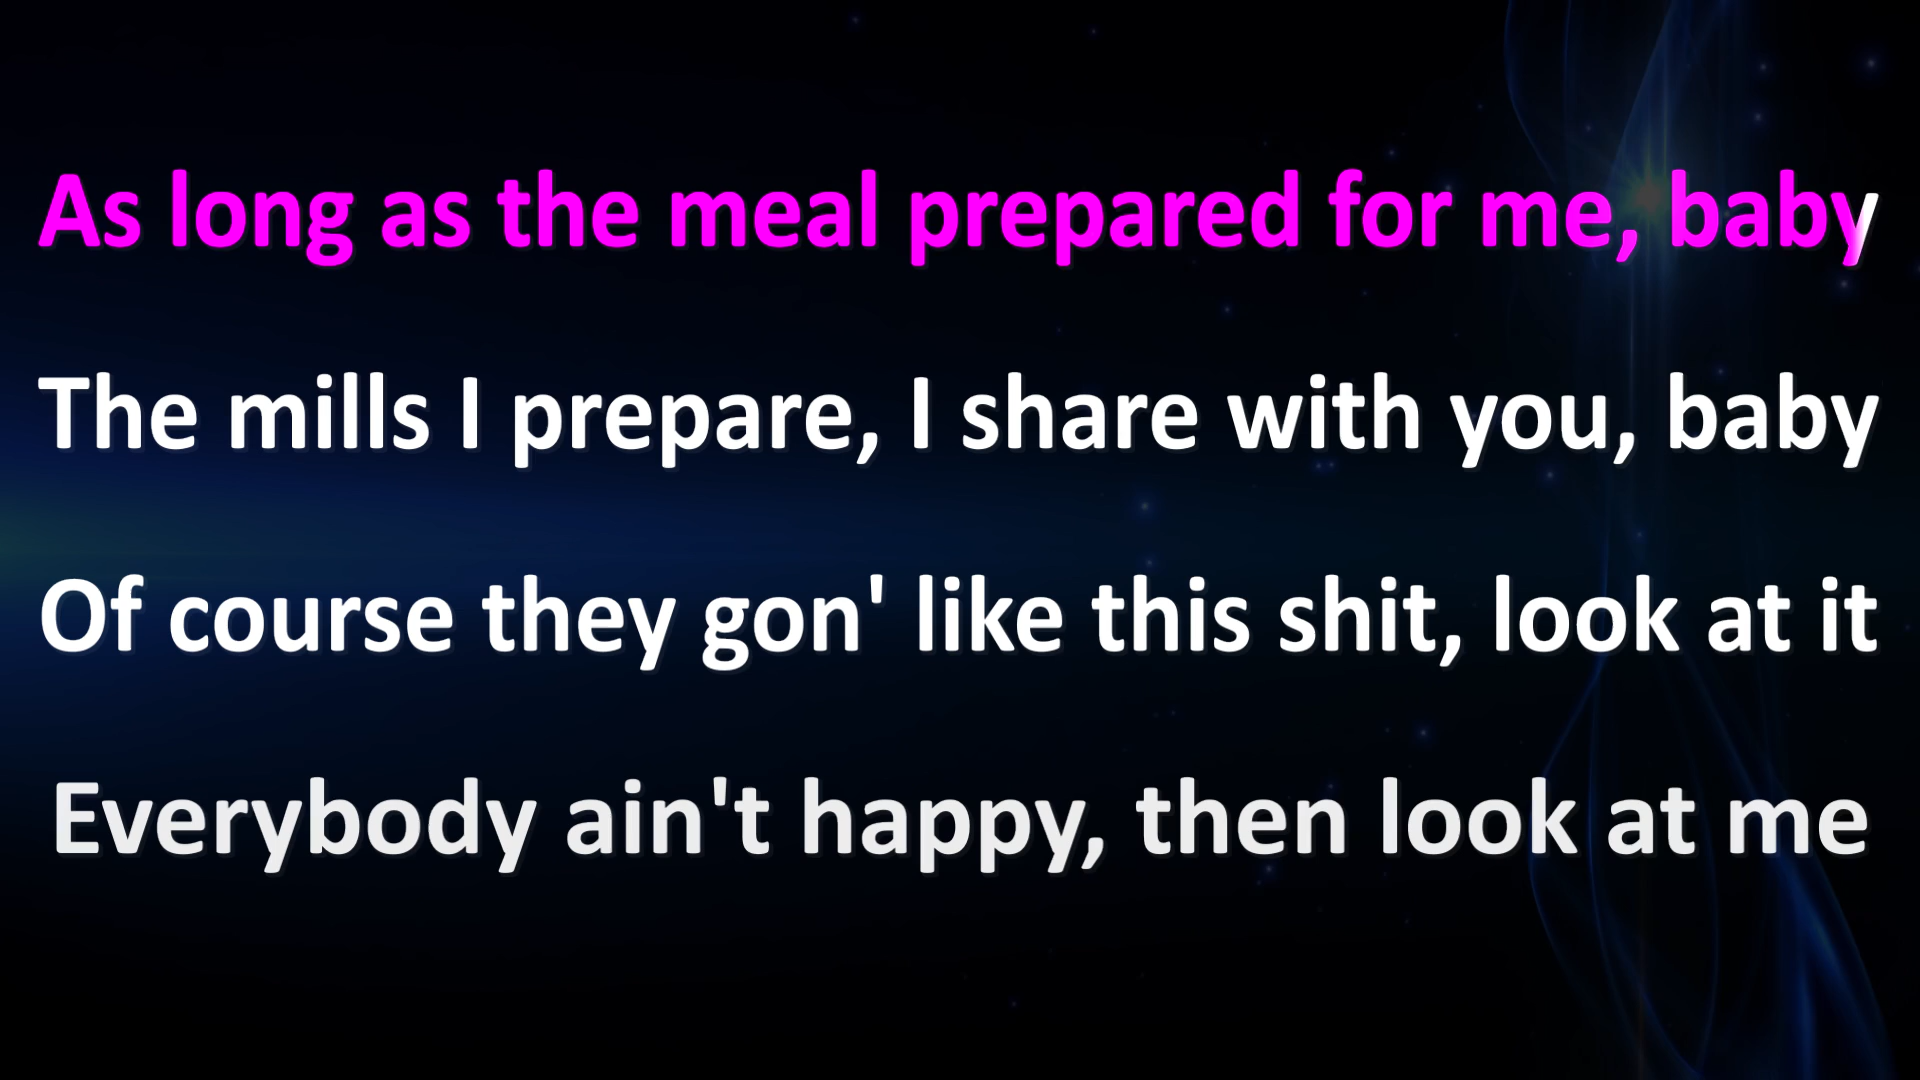 As long as the meal prepared for me, baby
The mills I prepare, I share with you, baby
Of course they gon' like this shit, look at it
Everybody ain't happy, then look at me